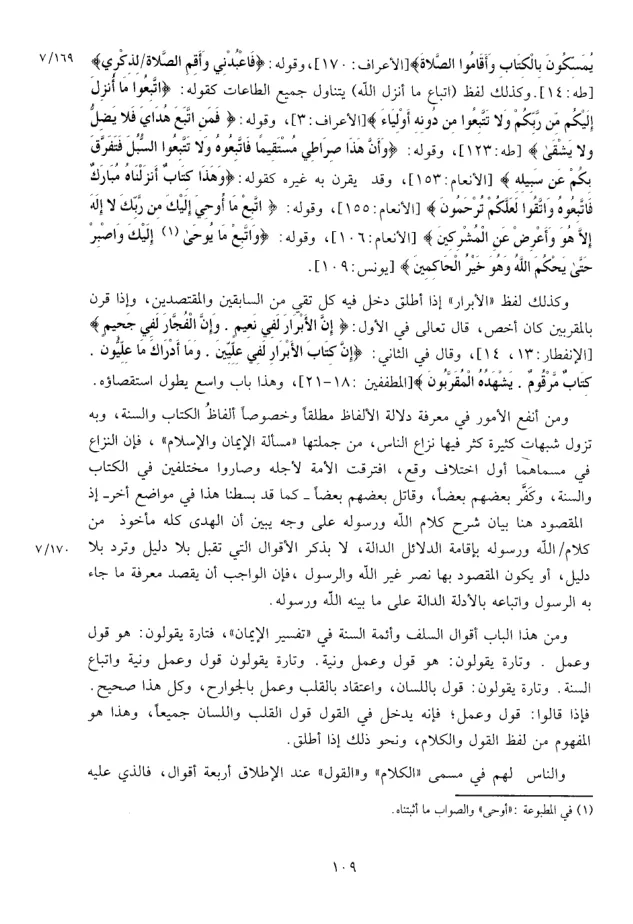 ٧/١٦٩
يُمَسِّكُونَ بِالْكِتَابِ وَأَقَامُوا الصَّلاةَ﴾[الأعراف: ١٧٠]، وقوله: ﴿فَاعْبُدْنِي وَأَقِمِ الصَّلاةَ/لِذِكْرِي﴾
[طه: ١٤]. وكذلك لفظ (اتباع ما أنزل الله) يتناول جميع الطاعات كقوله: ﴿اتَّبِعُوا مَا أُنزِلَ
إِلَيْكُم مِّن رَّبِّكُمْ وَلا تَتَّبِعُوا مِن دُونِهِ أَوْلِيَاءَ ﴾[الأعراف: ٣]، وقوله: ﴿ فَمَنِ اتَّبَعَ هُدَايَ فَلا يَضِلُّ
وَلا يَشْقَىٰ ﴾ [طه: ١٢٣]، وقوله: ﴿وَأَنَّ هَذَا صِرَاطِي مُسْتَقِيمًا فَاتَّبِعُوهُ وَلا تَتَّبِعُوا السُّبُلَ فَتَفَرَّقَ
بِكُمْ عَن سَبِيلِهِ ﴾ [الأنعام: ١٥٣]، وقد يقرن به غيره كقوله: ﴿وَهَذَا كِتَابٌ أَنزَلْنَاهُ مُبَارَكٌ
فَاتَّبِعُوهُ وَاتَّقُوا لَعَلَّكُمْ تُرْحَمُونَ ﴾ [الأنعام: ١٥٥]، وقوله: ﴿ اتَّبِعْ مَا أُوحِيَ إِلَيْكَ مِن رَّبِّكَ لا إِلَهَ
إِلاَّ هُوَ وَأَعْرِضْ عَنِ الْمُشْرِكِينَ ﴾ [الأنعام: ١٠٦]، وقوله: ﴿وَاتَّبِعْ مَا يُوحَىٰ (١) إِلَيْكَ وَاصْبِرْ
حَتَّىٰ يَحْكُمَ اللَّهُ وَهُوَ خَيْرُ الْحَاكِمِينَ ﴾ [يونس: ١٠٩].
وكذلك لفظ «الأبرار» إذا أطلق دخل فيه كل تقي من السابقين والمقتصدين، وإذا قرن
بالمقربين كان أخص، قال تعالى في الأول: ﴿ إِنَّ الأَبْرَارَ لَفِي نَعِيمٍ . وَإِنَّ الْفُجَّارَ لَفِي جَحِيمٍ ﴾
[الإنفطار: ١٣، ١٤]، وقال في الثاني: ﴿إِنَّ كِتَابَ الأَبْرَارِ لَفِي عِلِّيِّينَ . وَمَا أَدْرَاكَ مَا عِلِّيُّونَ .
كِتَابٌ مَّرْقُومٌ . يَشْهَدُهُ الْمُقَرَّبُونَ ﴾[المطففين :١٨-٢١]، وهذا باب واسع يطول استقصاؤه.
ومن أنفع الأمور في معرفة دلالة الألفاظ مطلقاً وخصوصاً ألفاظُ الكتاب والسنة، وبه
تزول شبهات كثيرة كثر فيها نزاع الناس، من جملتها «مسألة الإيمان والإسلام» ، فإن النزاع
في مسماهما أول اختلاف وقع، افترقت الأمة لأجله وصاروا مختلفين في الكتاب
والسنة، وكفَّر بعضهم بعضاً، وقاتل بعضهم بعضاً ـ كما قد بسطنا هذا في مواضع أخر ـ إذ
المقصود هنا بيان شرح كلام الله ورسوله على وجه يبين أن الهدى كله مأخوذ من
٧/١٧٠
كلام/الله ورسوله بإقامة الدلائل الدالة، لا بذكر الأقوال التي تقبل بلا دليل وترد بلا
دليل، أو يكون المقصود بها نصر غير الله والرسول ،فإن الواجب أن يقصد معرفة ما جاء
به الرسول واتباعه بالأدلة الدالة على ما بينه الله ورسوله.
ومن هذا الباب أقوال السلف وأئمة السنة في «تفسير الإيمان»، فتارة يقولون: هو قول
وعمل . وتارة يقولون: هو قول وعمل ونية. وتارة يقولون قول وعمل ونية واتباع
السنة. وتارة يقولون: قول باللسان، واعتقاد بالقلب وعمل بالجوارح، وكل هذا صحيح.
فإذا قالوا: قول وعمل؛ فإنه يدخل في القول قول القلب واللسان جميعاً، وهذا هو
المفهوم من لفظ القول والكلام، ونحو ذلك إذا أطلق.
والناس لهم في مسمى «الكلام» و«القول» عند الإطلاق أربعة أقوال، فالذي عليه
(١) في المطبوعة :«أوحى» والصواب ما أثبتناه.
١٠٩